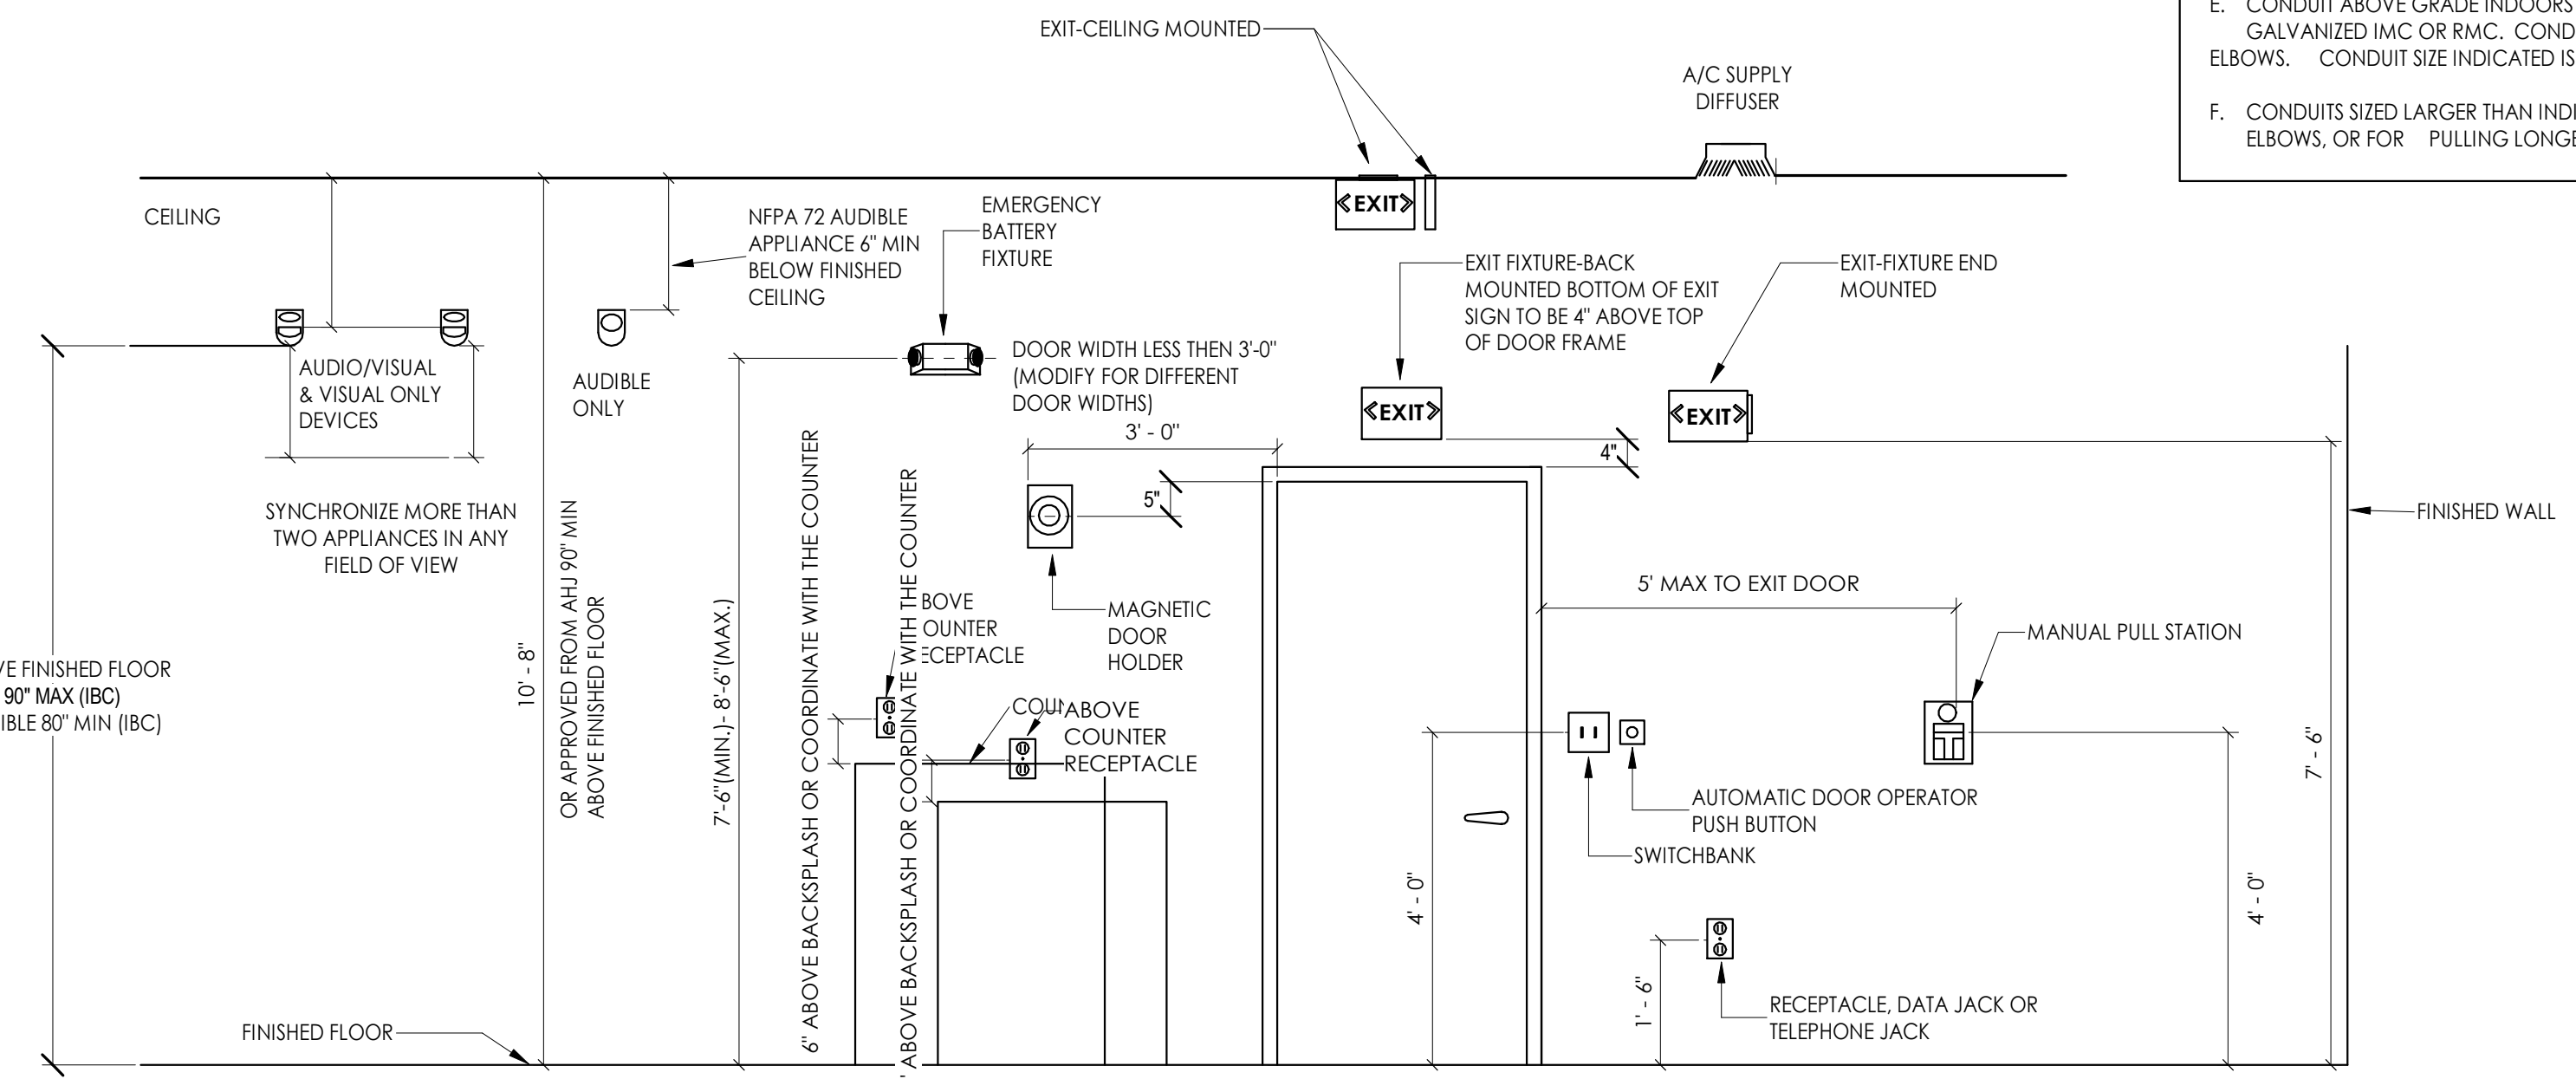 EXIT-CEILING MOUNTED
A/C SUPPLY
DIFFUSER
E. CONDUIT ABOVE GRADE INDOORS
GALVANIZED IMC OR RMC. COND
ELBOWS. CONDUIT SIZE INDICATED IS
F. CONDUITS SIZED LARGER THAN INDI
ELBOWS, OR FOR PULLING LONGE
CEILING
NFPA 72 AUDIBLE
APPLIANCE 6" MIN
BELOW FINISHED
CEILING
EMERGENCY
BATTERY
FIXTURE
EXIT
EXIT FIXTURE-BACK
MOUNTED BOTTOM OF EXIT
SIGN TO BE 4" ABOVE TOP
OF DOOR FRAME
EXIT-FIXTURE END
MOUNTED
AUDIO/VISUAL
& VISUAL ONLY
DEVICES
AUDIBLE
ONLY
DOOR WIDTH LESS THEN 3'-0"
(MODIFY FOR DIFFERENT
DOOR WIDTHS)
3' - 0"
EXIT
EXIT
4"
5"
SYNCHRONIZE MORE THAN
TWO APPLIANCES IN ANY
FIELD OF VIEW
FINISHED WALL
VE FINISHED FLOOR
90" MAX (IBC)
IBLE 80" MIN (IBC)
10' - 8"
OR APPROVED FROM AHJ 90" MIN
ABOVE FINISHED FLOOR
7'-6"(MIN.)- 8'-6"(MAX.)
6" ABOVE BACKSPLASH OR COORDINATE WITH THE COUNTER
ABOVE BACKSPLASH OR COORDINATE WITH THE COUNTER
BOVE
OUNTER
ECEPTACLE
MAGNETIC
DOOR
HOLDER
COUN
ABOVE
COUNTER
RECEPTACLE
5' MAX TO EXIT DOOR
MANUAL PULL STATION
AUTOMATIC DOOR OPERATOR
PUSH BUTTON
SWITCHBANK
4' - 0"
1' - 6"
RECEPTACLE, DATA JACK OR
TELEPHONE JACK
4' - 0"
7' - 6"
FINISHED FLOOR